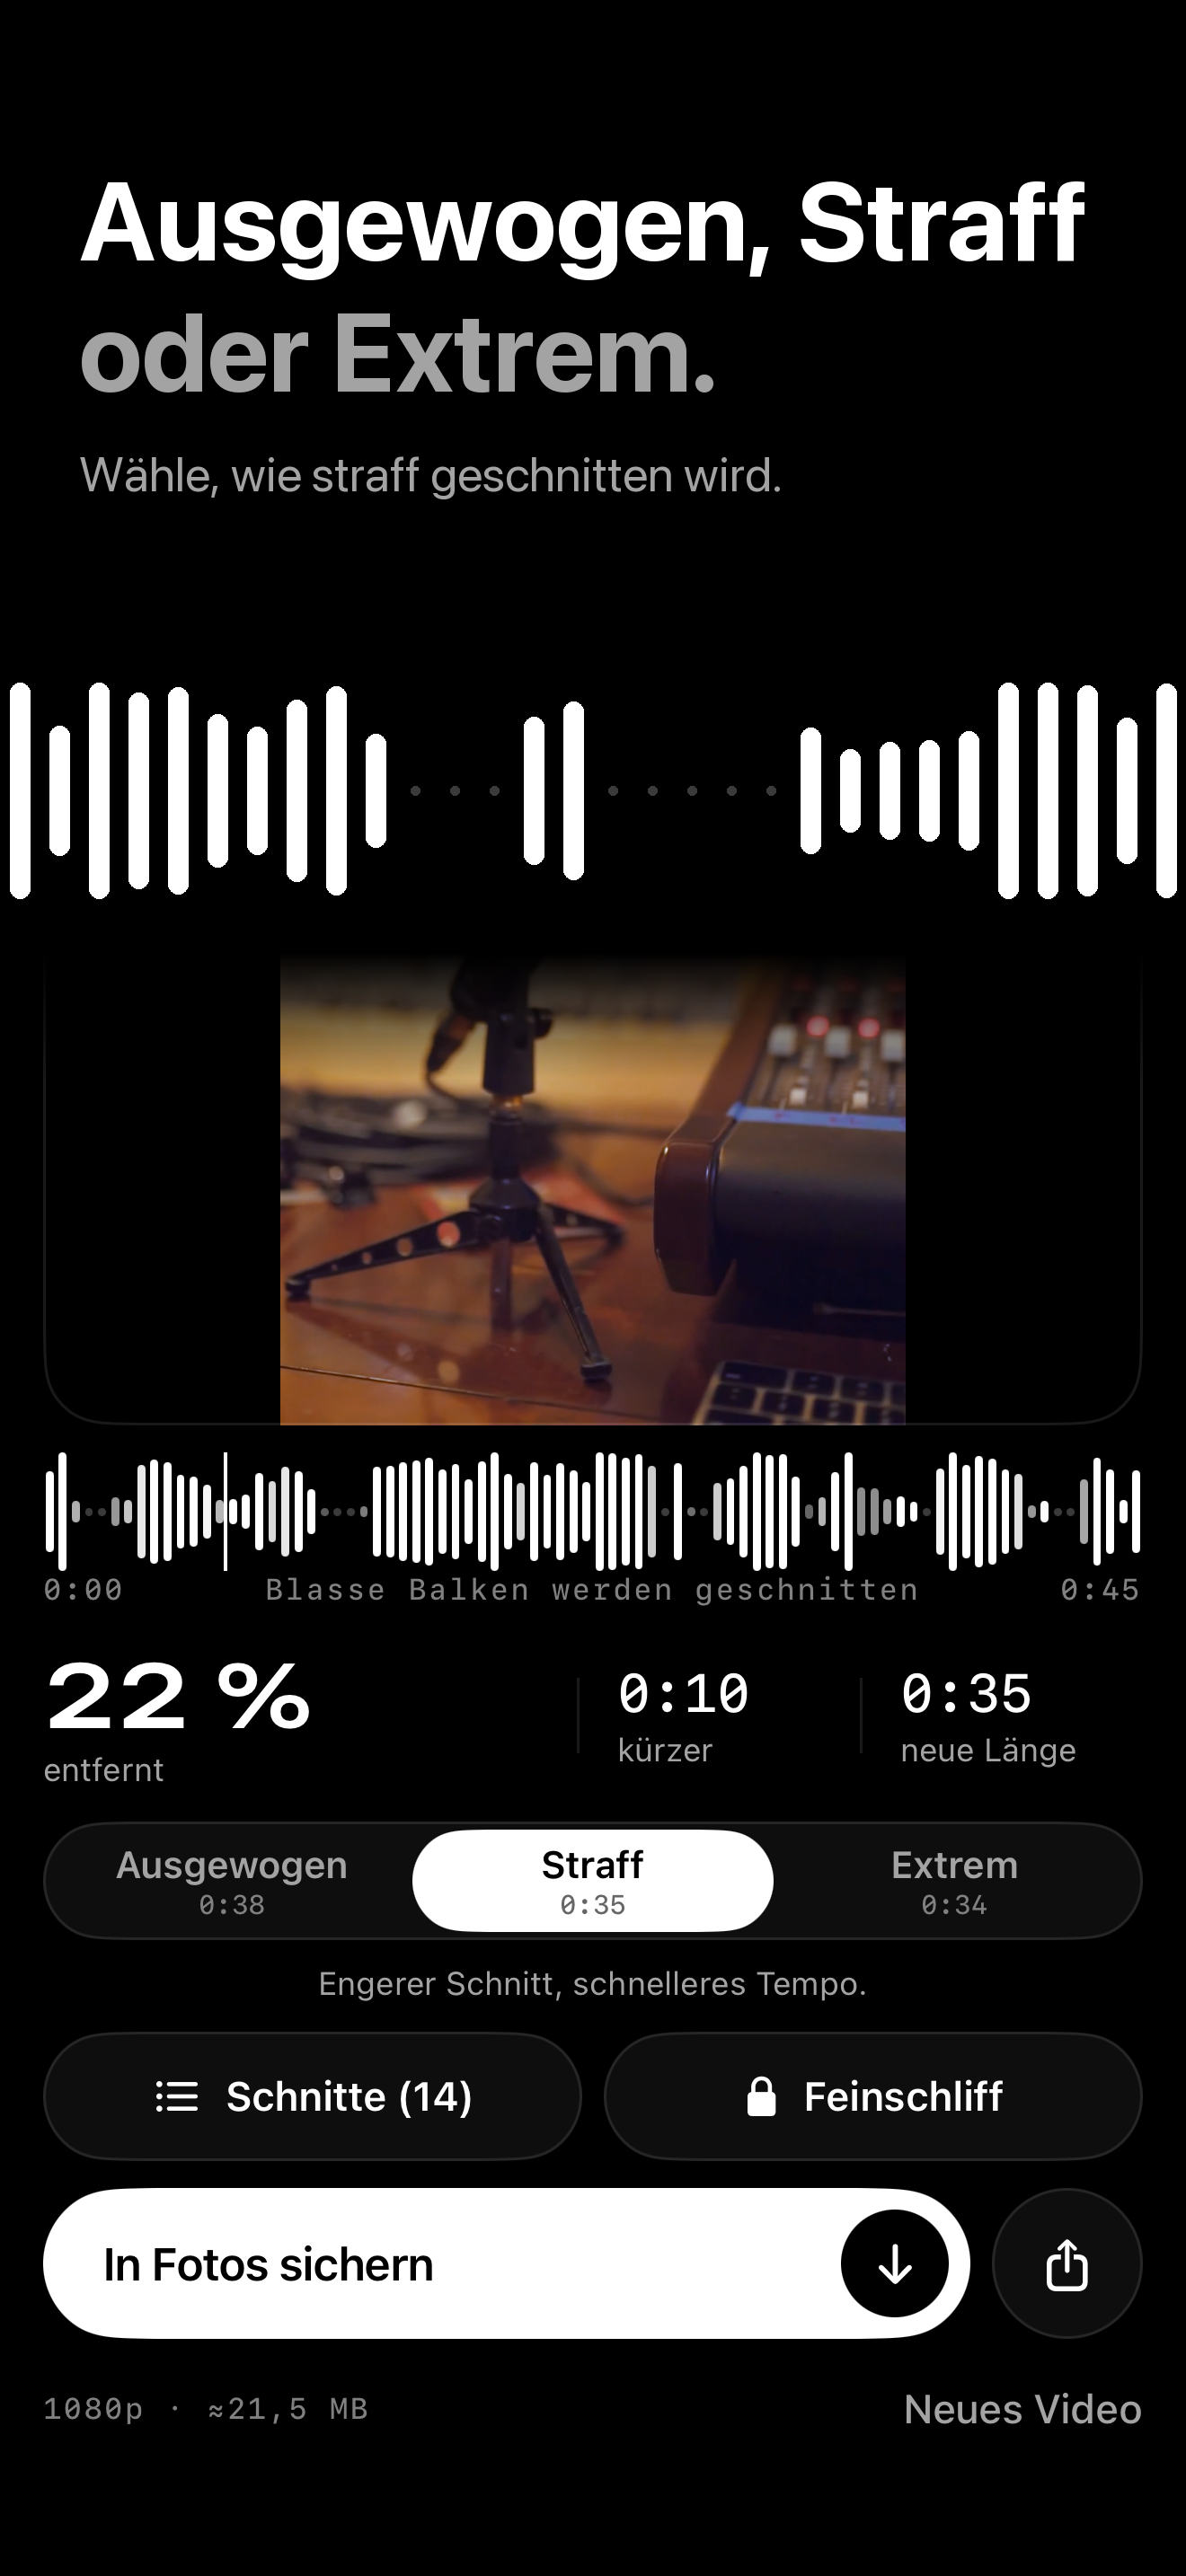 Ausgewogen, Straff
oder Extrem.
Wähle, wie straff geschnitten wird.
0:00 Blasse Balken werden geschnitten 0:45
22 % 0:10 0:35
entfernt kürzer neue Länge
Ausgewogen Straff Extrem
0:38 0:35 0:34
Engerer Schnitt, schnelleres Tempo.
Schnitte (14) Feinschliff
In Fotos sichern
1080p · ≈21,5 MB Neues Video